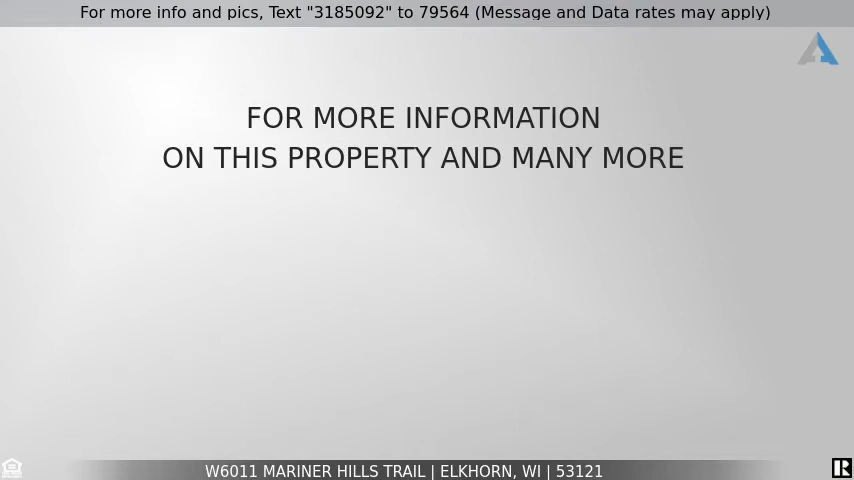 For more info and pics, Text "3185092" to 79564 (Message and Data rates may apply)
FOR MORE INFORMATION
ON THIS PROPERTY AND MANY MORE
W6011 MARINER HILLS TRAIL | ELKHORN, WI | 53121